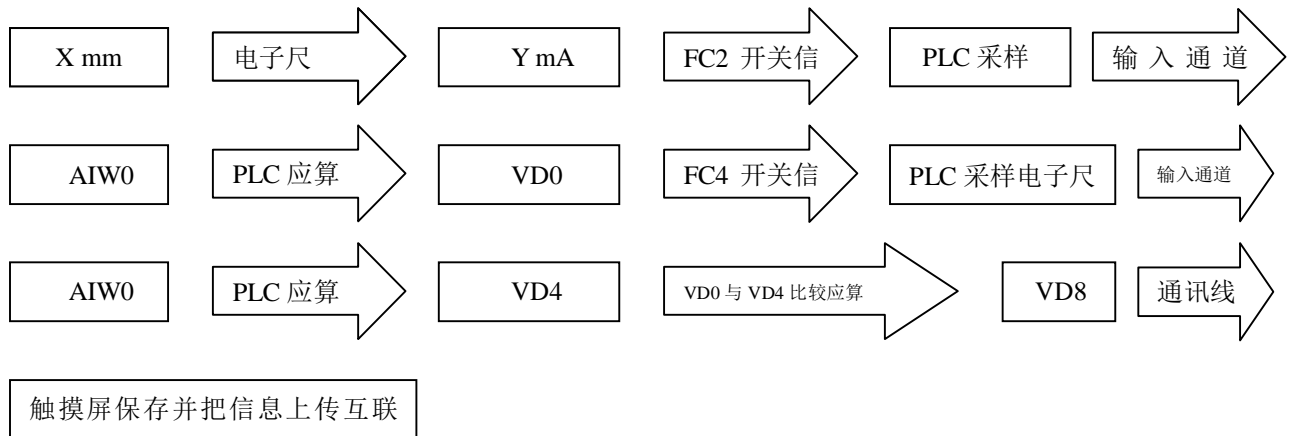 X mm 电子尺 Y mA FC2 开关信 PLC 采样 输入通道
AIW0 PLC 应算 VD0 FC4 开关信 PLC 采样电子尺 输入通道
AIW0 PLC 应算 VD4 VD0 与 VD4 比较应算 VD8 通讯线
触摸屏保存并把信息上传互联